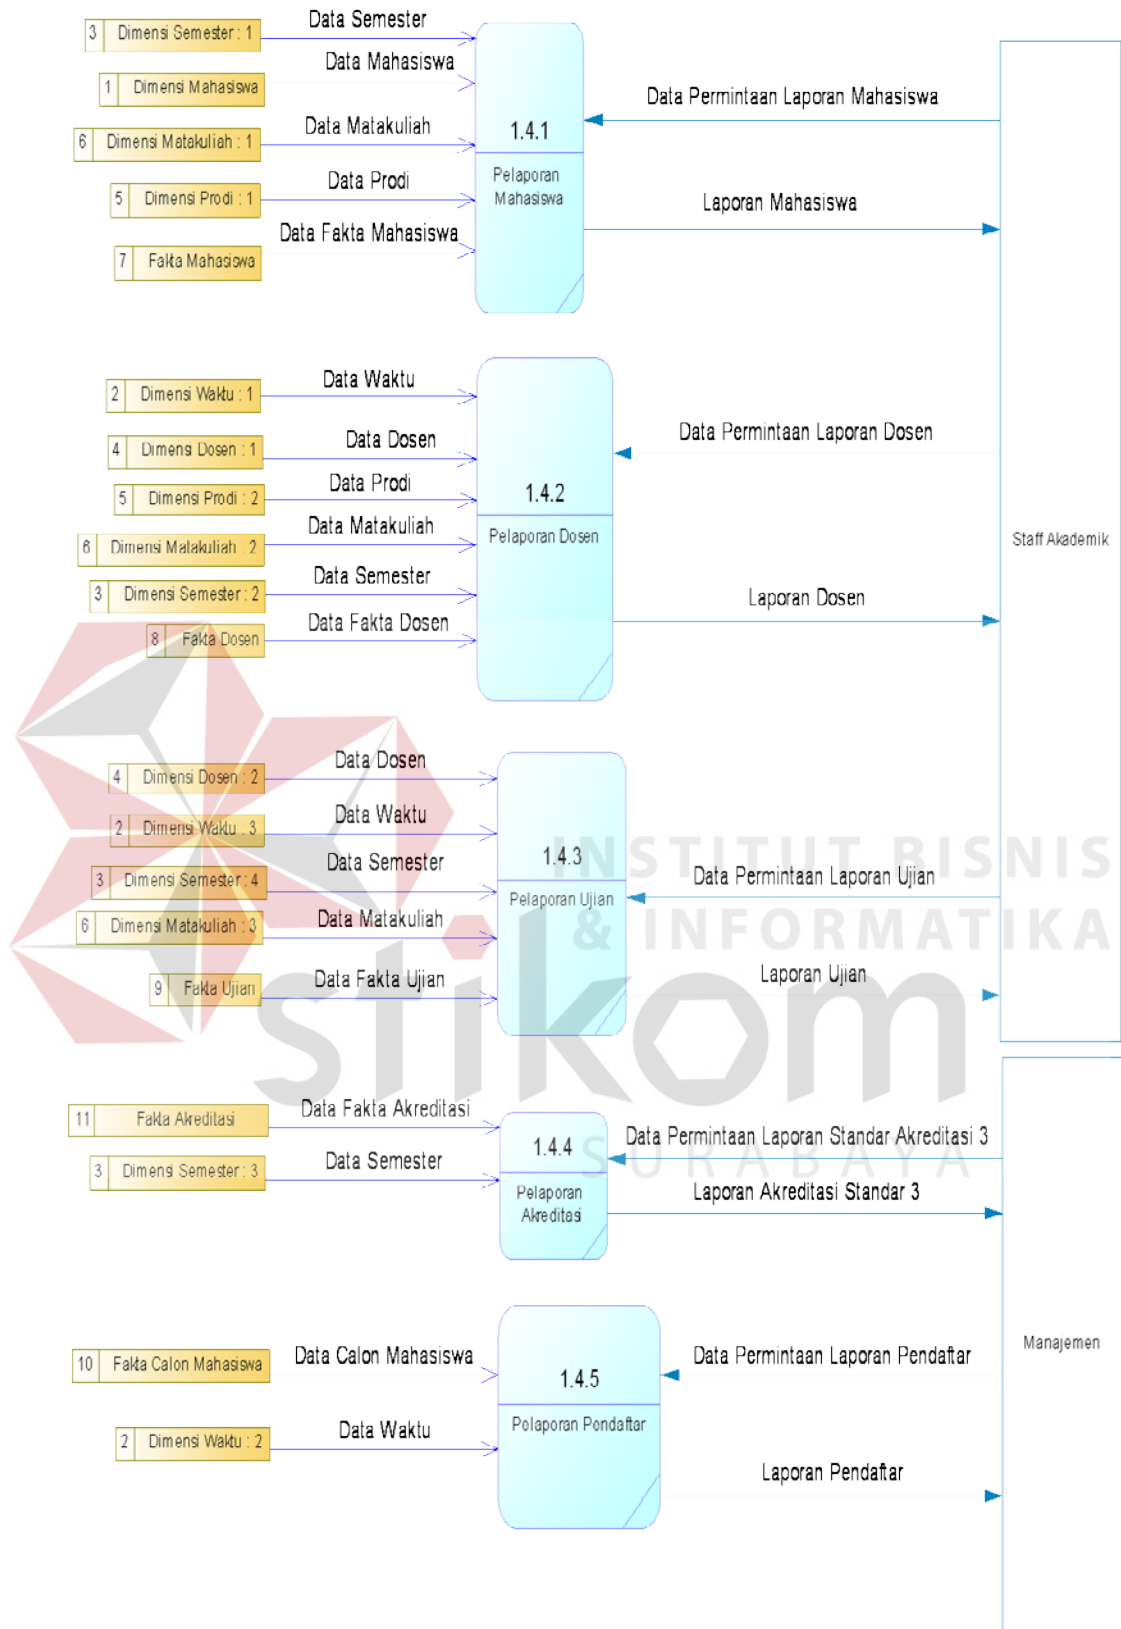 3 Dimensi Semester : 1
Data Semester
1 Dimensi Mahasiswa
Data Mahasiswa
6 Dimensi Matakuliah : 1
Data Matakuliah
5 Dimensi Prodi : 1
Data Prodi
7 Fakta Mahasiswa
Data Fakta Mahasiswa
1.4.1
Pelaporan
Mahasiswa
Data Permintaan Laporan Mahasiswa
Laporan Mahasiswa
2 Dimensi Waktu : 1
Data Waktu
4 Dimensi Dosen : 1
Data Dosen
5 Dimensi Prodi : 2
Data Prodi
6 Dimensi Matakuliah : 2
Data Matakuliah
3 Dimensi Semester : 2
Data Semester
8 Fakta Dosen
Data Fakta Dosen
1.4.2
Pelaporan Dosen
Data Permintaan Laporan Dosen
Laporan Dosen
Staff Akademik
4 Dimensi Dosen : 2
Data Dosen
2 Dimensi Waktu : 3
Data Waktu
3 Dimensi Semester : 4
Data Semester
6 Dimensi Matakuliah : 3
Data Matakuliah
9 Fakta Ujian
Data Fakta Ujian
1.4.3
Pelaporan Ujian
Data Permintaan Laporan Ujian
Laporan Ujian
INSTITUT BISNIS
& INFORMATIKA
stikom
SURABAYA
11 Fakta Akreditasi
Data Fakta Akreditasi
3 Dimensi Semester : 3
Data Semester
1.4.4
Pelaporan
Akreditasi
Data Permintaan Laporan Standar Akreditasi 3
Laporan Akreditasi Standar 3
10 Fakta Calon Mahasiswa
Data Calon Mahasiswa
2 Dimensi Waktu : 2
Data Waktu
1.4.5
Pelaporan Pendaftar
Data Permintaan Laporan Pendaftar
Laporan Pendaftar
Manajemen